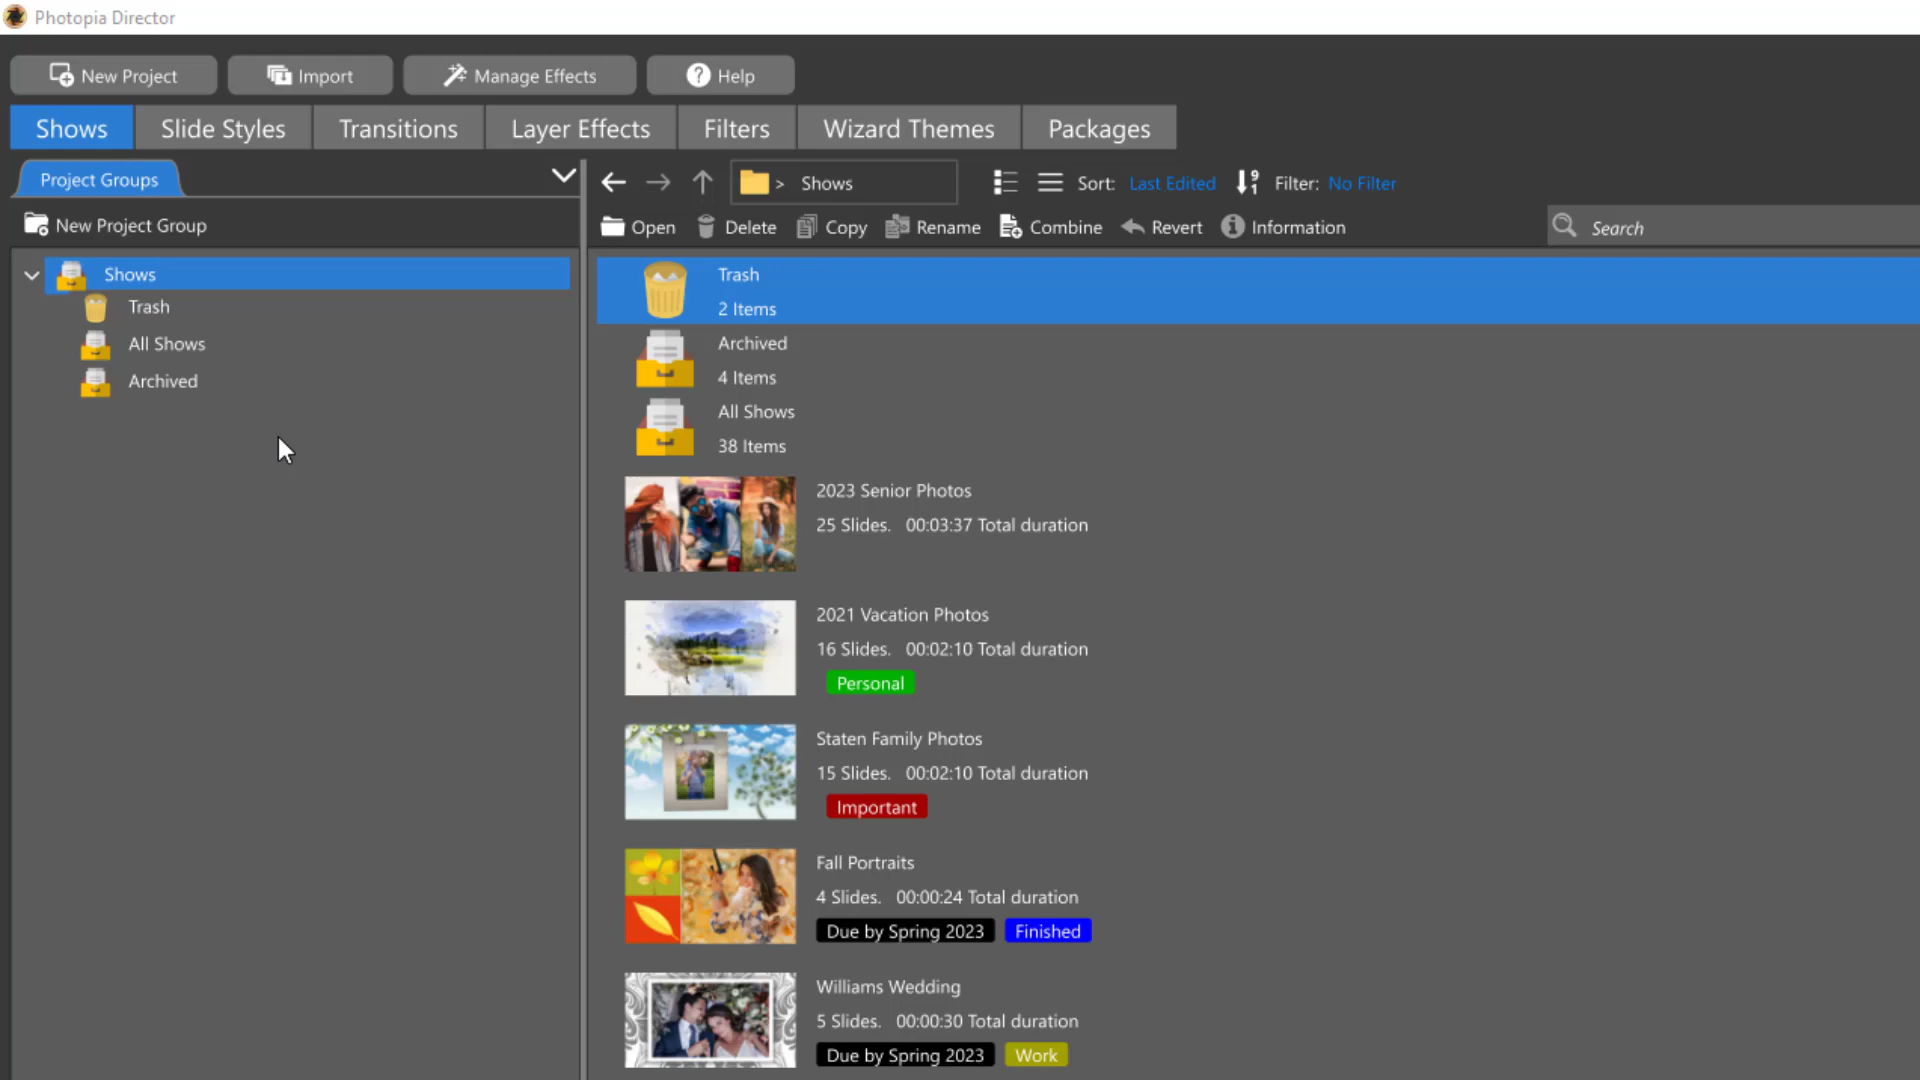 Photopia Director
New Project
Import
Manage Effects
Help
Shows
Slide Styles
Transitions
Layer Effects
Filters
Wizard Themes
Packages
Project Groups
New Project Group
Shows
Trash
All Shows
Archived
> Shows
Sort: Last Edited
Filter: No Filter
Open
Delete
Copy
Rename
Combine
Revert
Information
Search
Trash
2 Items
Archived
4 Items
All Shows
38 Items
2023 Senior Photos
25 Slides. 00:03:37 Total duration
2021 Vacation Photos
16 Slides. 00:02:10 Total duration
Personal
Staten Family Photos
15 Slides. 00:02:10 Total duration
Important
Fall Portraits
4 Slides. 00:00:24 Total duration
Due by Spring 2023 Finished
Williams Wedding
5 Slides. 00:00:30 Total duration
Due by Spring 2023 Work